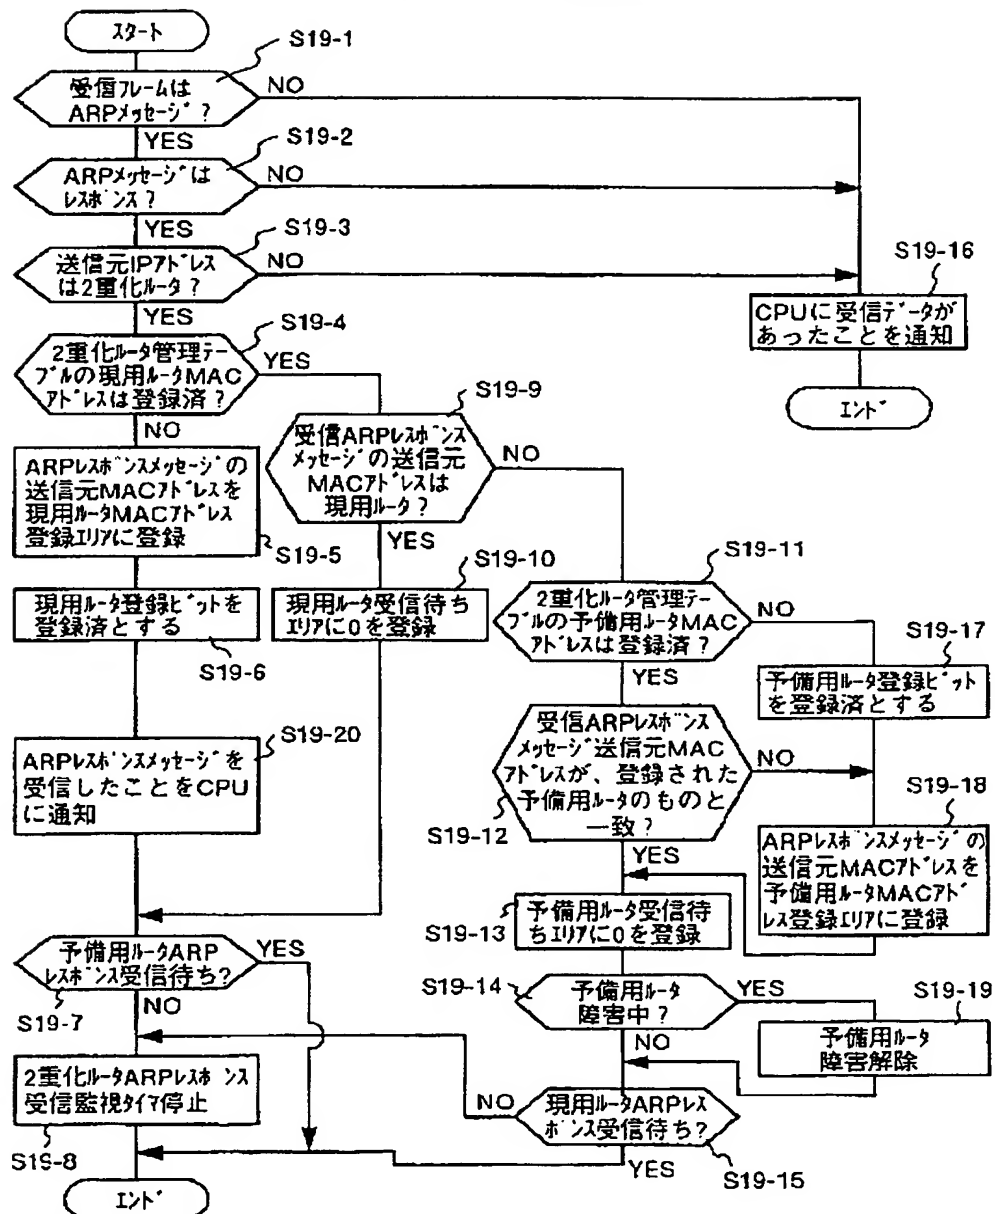 スタート
S19-1
受信フレームは
ARPメッセージ?
NO
YES
S19-2
ARPメッセージは
レスポンス?
NO
YES
S19-3
送信元IPアドレス
は2重化ルータ?
NO
YES
S19-16
CPUに受信データが
あったことを通知
エンド
S19-4
2重化ルータ管理テー
ブルの現用ルータMAC
アドレスは登録済?
YES
NO
S19-9
受信ARPレスポンス
メッセージの送信元
MACアドレスは
現用ルータ?
NO
YES
ARPレスポンスメッセージの
送信元MACアドレスを
現用ルータMACアドレス
登録エリアに登録
S19-5
S19-10
現用ルータ受信待ち
エリアに0を登録
現用ルータ登録ビットを
登録済とする
S19-6
S19-11
2重化ルータ管理テー
ブルの予備用ルータMAC
アドレスは登録済?
NO
YES
S19-17
予備用ルータ登録ビット
を登録済とする
S19-20
ARPレスポンスメッセージを
受信したことをCPU
に通知
受信ARPレスポンス
メッセージ送信元MAC
アドレスが、登録された
予備用ルータのものと
一致?
S19-12
NO
YES
S19-18
ARPレスポンスメッセージの
送信元MACアドレスを
予備用ルータMACアド
レス登録エリアに登録
予備用ルータ受信待
ちエリアに0を登録
S19-13
予備用ルータARP
レスポンス受信待ち?
YES
NO
S19-7
S19-14
予備用ルータ
障害中?
YES
NO
S19-19
予備用ルータ
障害解除
2重化ルータARPレスポンス
受信監視タイマ停止
S19-8
現用ルータARPレス
ポンス受信待ち?
NO
YES
S19-15
エンド